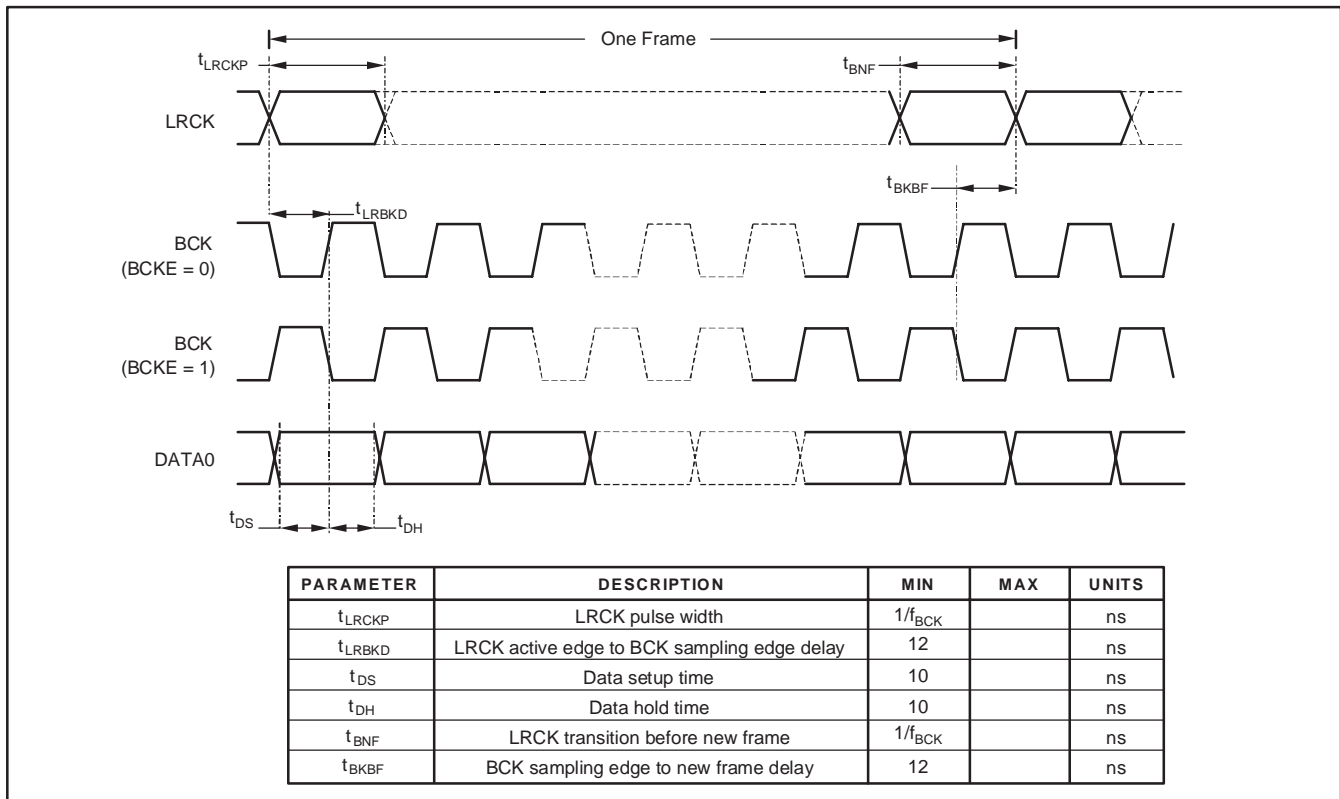 One Frame
tLRCKP
tBNF
LRCK
tBKBF
tLRBKD
BCK
(BCKE = 0)
BCK
(BCKE = 1)
DATA0
tDS
tDH
PARAMETER DESCRIPTION MIN MAX UNITS
tLRCKP LRCK pulse width 1/fBCK ns
tLRBKD LRCK active edge to BCK sampling edge delay 12 ns
tDS Data setup time 10 ns
tDH Data hold time 10 ns
tBNF LRCK transition before new frame 1/fBCK ns
tBKBF BCK sampling edge to new frame delay 12 ns